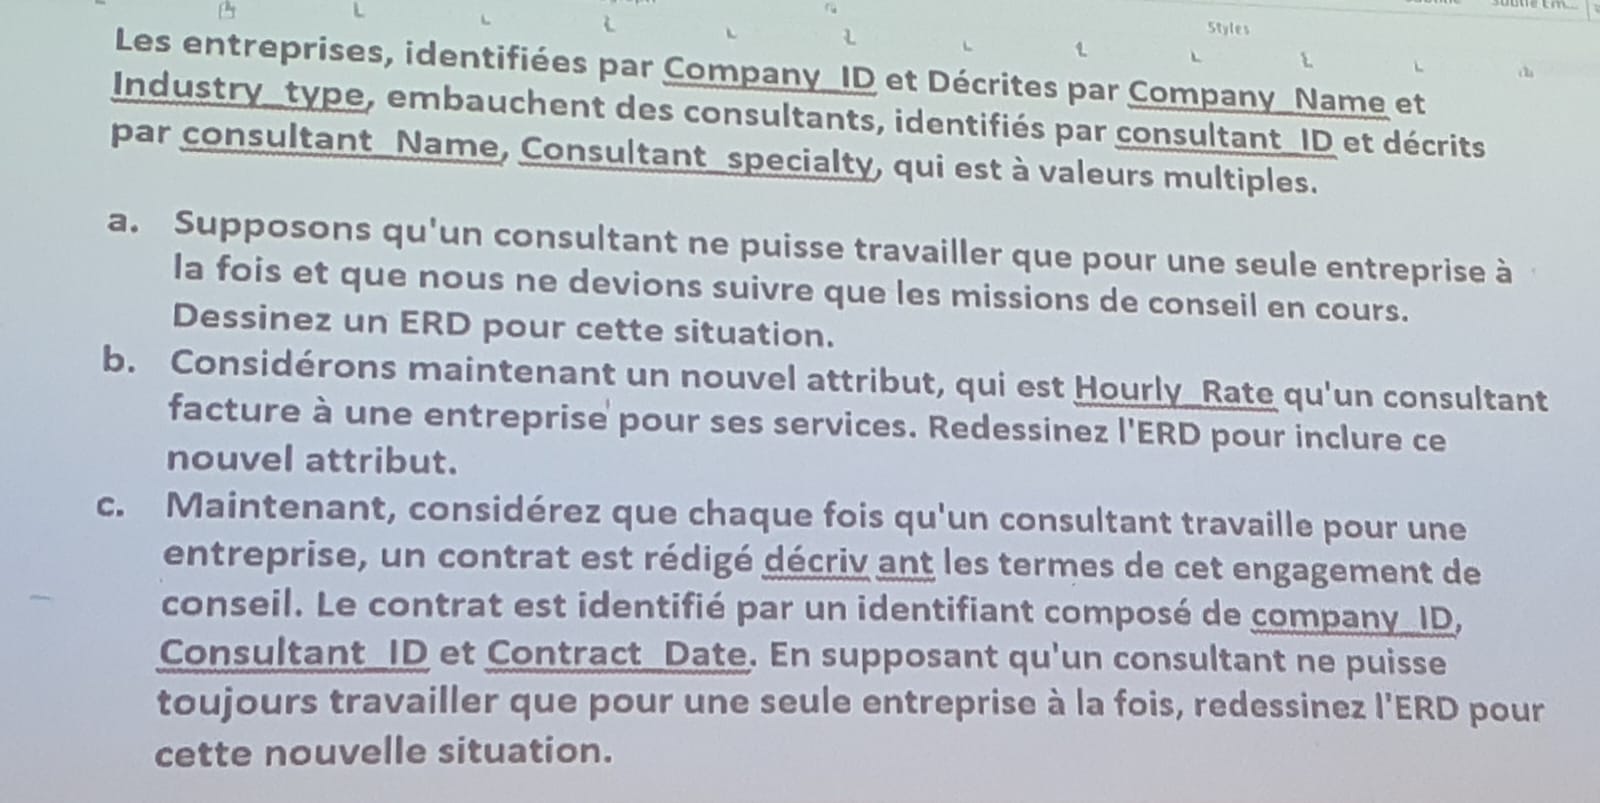 Styles
Les entreprises, identifiées par Company_ID et Décrites par Company_Name et
Industry_type, embauchent des consultants, identifiés par consultant_ID et décrits
par consultant_Name, Consultant_specialty, qui est à valeurs multiples.
a. Supposons qu'un consultant ne puisse travailler que pour une seule entreprise à
la fois et que nous ne devions suivre que les missions de conseil en cours.
Dessinez un ERD pour cette situation.
b. Considérons maintenant un nouvel attribut, qui est Hourly_Rate qu'un consultant
facture à une entreprise pour ses services. Redessinez l'ERD pour inclure ce
nouvel attribut.
c. Maintenant, considérez que chaque fois qu'un consultant travaille pour une
entreprise, un contrat est rédigé décriv ant les termes de cet engagement de
conseil. Le contrat est identifié par un identifiant composé de company_ID,
Consultant_ID et Contract_Date. En supposant qu'un consultant ne puisse
toujours travailler que pour une seule entreprise à la fois, redessinez l'ERD pour
cette nouvelle situation.